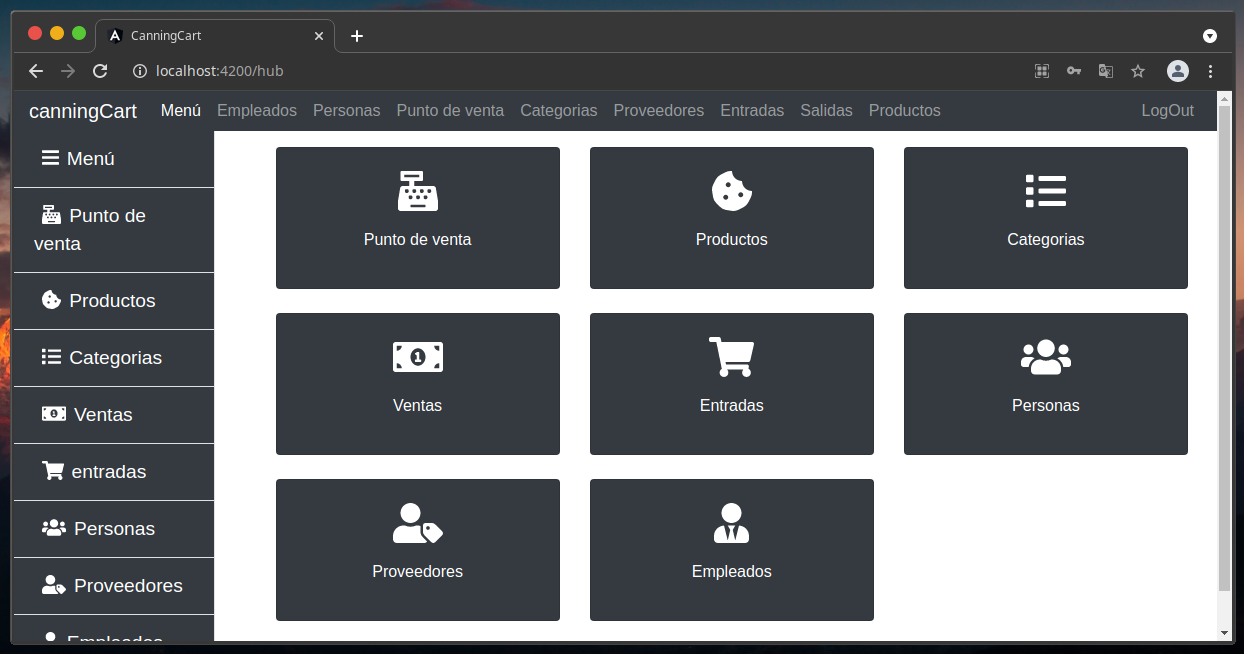 CanningCart
localhost:4200/hub
canningCart Menú Empleados Personas Punto de venta Categorias Proveedores Entradas Salidas Productos LogOut
Menú
Punto de
venta
Productos
Categorias
Ventas
entradas
Personas
Proveedores
Empleados
Punto de venta
Productos
Categorias
Ventas
Entradas
Personas
Proveedores
Empleados